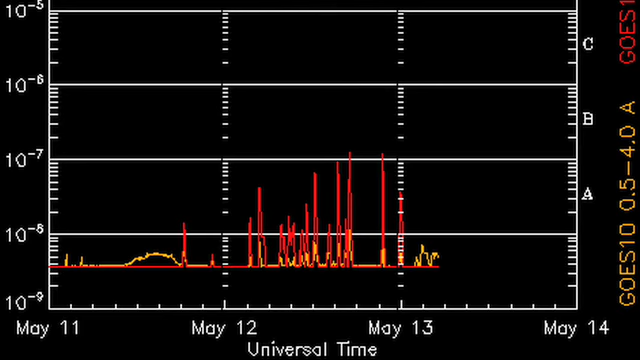 10⁻⁵
C
10⁻⁶
B
10⁻⁷
A
10⁻⁸
10⁻⁹
May 11 May 12 May 13 May 14
Universal Time
GOES10 0.5-4.0 A